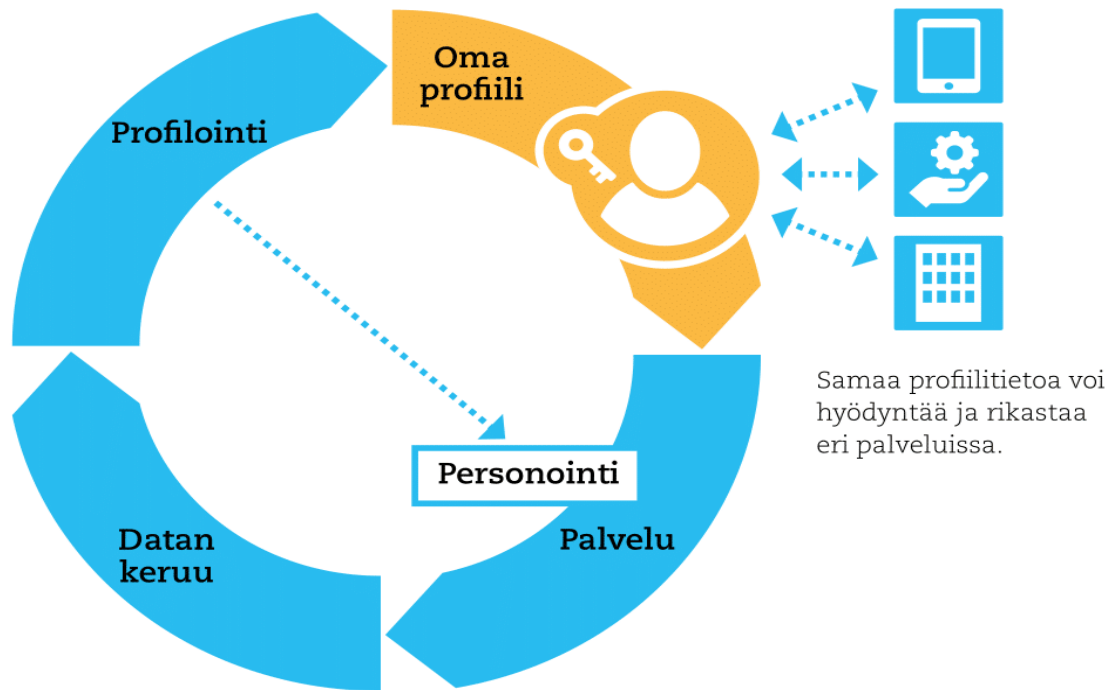 Oma
profiili
Profilointi
Samaa profiilitietoa voi
hyödyntää ja rikastaa
eri palveluissa.
Personointi
Palvelu
Datan
keruu